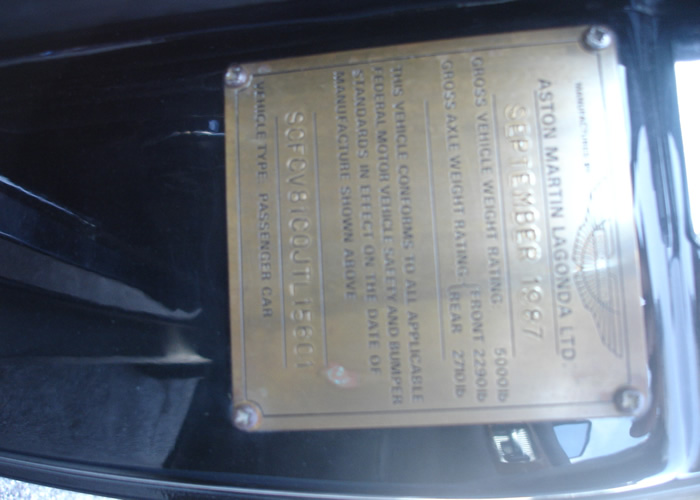 MANUFACTURED BY
ASTON MARTIN LAGONDA LTD.
SEPTEMBER 1987
GROSS VEHICLE WEIGHT RATING 5000lb
GROSS AXLE WEIGHT RATING (FRONT 2290lb
(REAR 2710lb
THIS VEHICLE CONFORMS TO ALL APPLICABLE
FEDERAL MOTOR VEHICLE SAFETY AND BUMPER
STANDARDS IN EFFECT ON THE DATE OF
MANUFACTURE SHOWN ABOVE
VEHICLE TYPE PASSENGER CAR